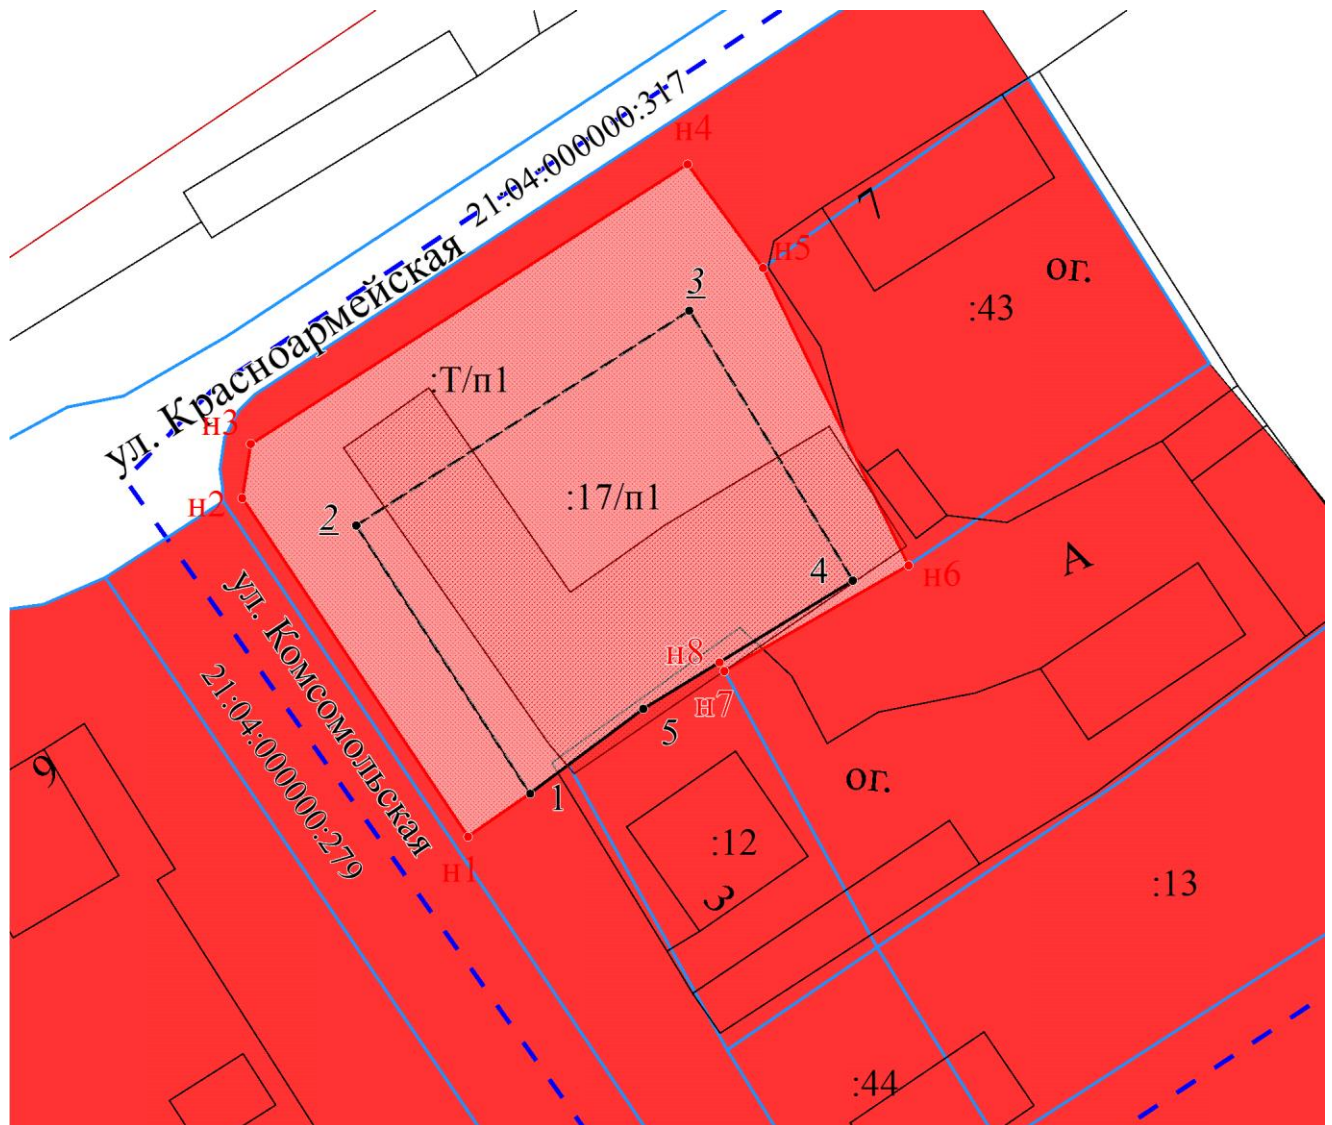 21:04:000000:317
н4
ул. Красноармейская
7
н5
ог.
3
:43
:Т/п1
н3
:17/п1
н2
2
А
4
н6
ул. Комсомольская
21:04:000000:279
н8
н7
5
9
1
ог.
:12
н1
3
:13
:44